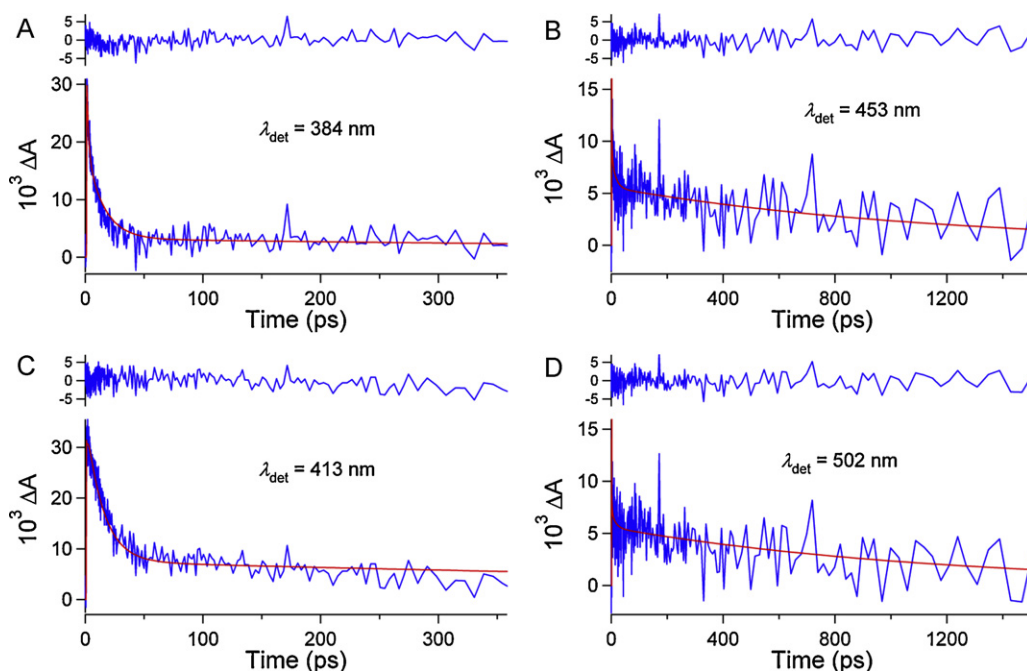 A
5
0
-5
30
20
10
0
10³ ΔA
λdet = 384 nm
0
100
200
300
Time (ps)
B
5
0
-5
15
10
5
0
10³ ΔA
λdet = 453 nm
0
400
800
1200
Time (ps)
C
5
0
-5
30
20
10
0
10³ ΔA
λdet = 413 nm
0
100
200
300
Time (ps)
D
5
0
-5
15
10
5
0
10³ ΔA
λdet = 502 nm
0
400
800
1200
Time (ps)